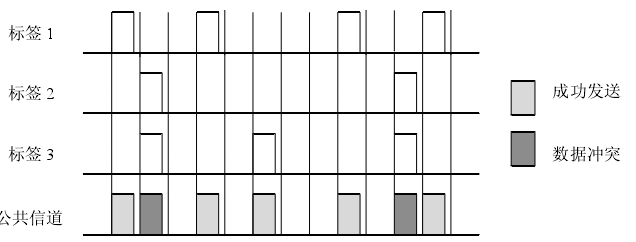 标签 1
标签 2
标签 3
公共信道
成功发送
数据冲突